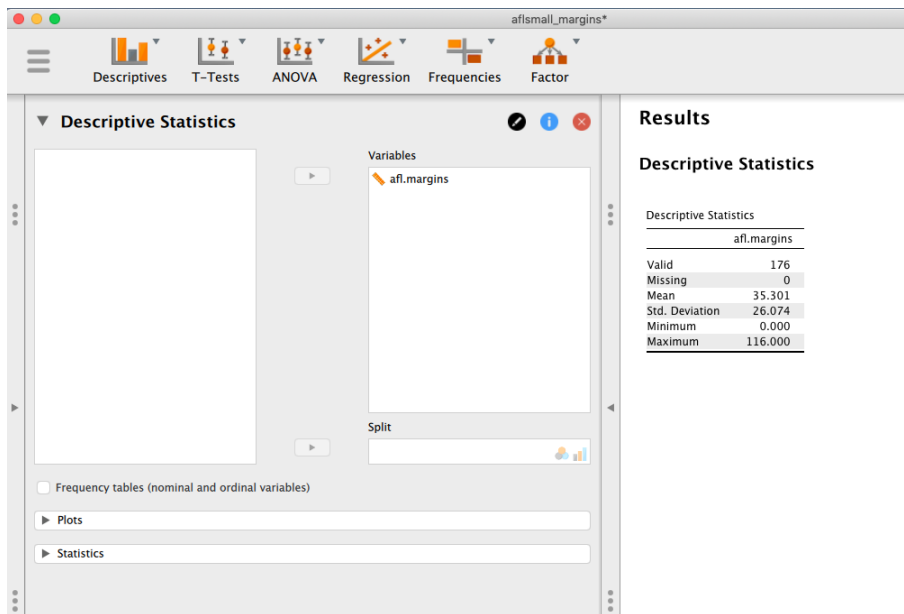 aflsmall_margins*
Descriptives T-Tests ANOVA Regression Frequencies Factor
Descriptive Statistics
Variables
afl.margins
Split
Frequency tables (nominal and ordinal variables)
Plots
Statistics
Results
Descriptive Statistics
Descriptive Statistics
afl.margins
Valid 176
Missing 0
Mean 35.301
Std. Deviation 26.074
Minimum 0.000
Maximum 116.000